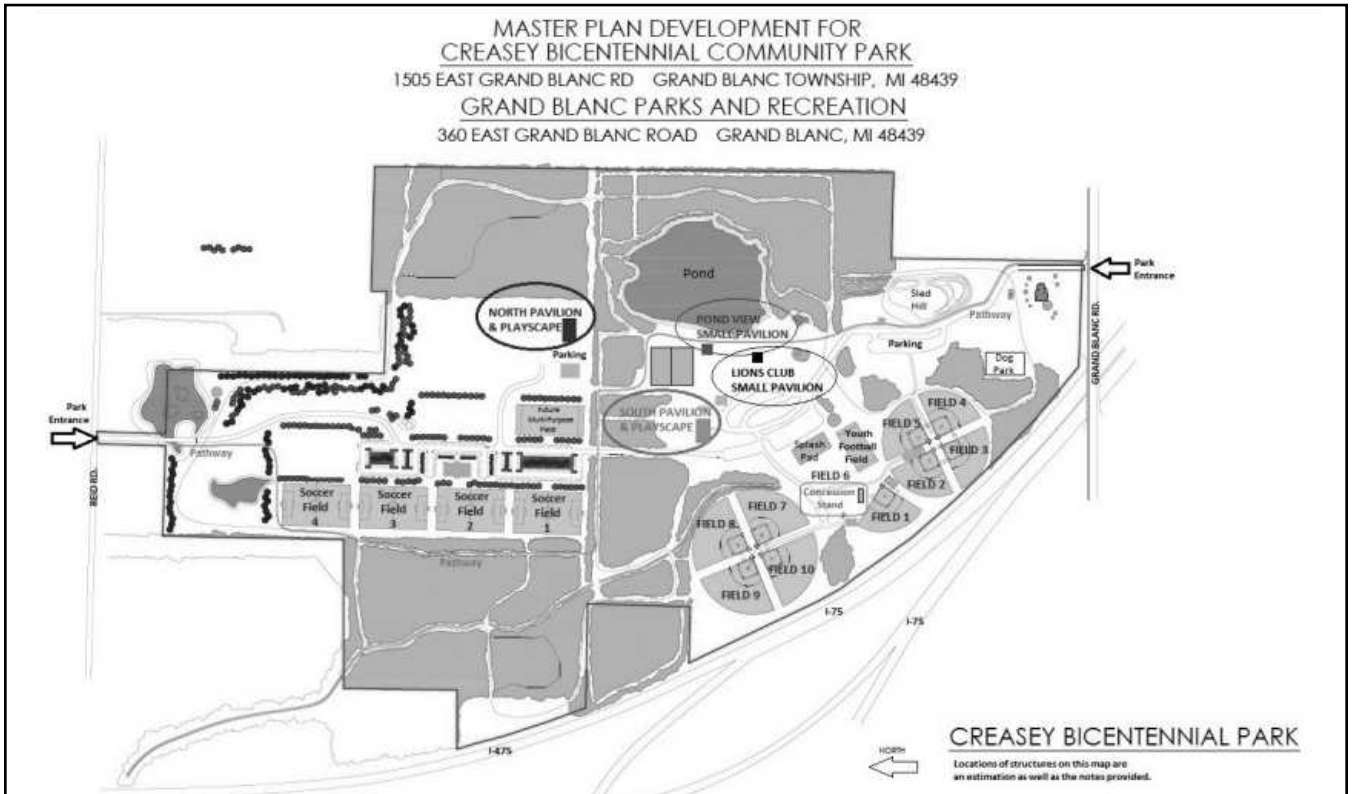 MASTER PLAN DEVELOPMENT FOR
CREASEY BICENTENNIAL COMMUNITY PARK
1505 EAST GRAND BLANC RD GRAND BLANC TOWNSHIP, MI 48439
GRAND BLANC PARKS AND RECREATION
360 EAST GRAND BLANC ROAD GRAND BLANC, MI 48439
Park
Entrance
Pond
Sled
Hill
Pathway
GRAND BLANC RD.
NORTH PAVILION
& PLAYSCAPE
POND VIEW
SMALL PAVILION
Parking
Parking
LIONS CLUB
SMALL PAVILION
Dog
Park
Park
Entrance
REID RD.
Pathway
Future
Multi-Purpose
Field
SOUTH PAVILION
& PLAYSCAPE
Splash
Pad
Youth
Football
Field
FIELD 4
FIELD 5
FIELD 3
FIELD 2
FIELD 6
Concession
Stand
FIELD 1
Soccer
Field
4
Soccer
Field
3
Soccer
Field
2
Soccer
Field
1
FIELD 7
FIELD 8
FIELD 10
FIELD 9
Pathway
I-75
I-75
I-475
NORTH
CREASEY BICENTENNIAL PARK
Locations of structures on this map are
an estimation as well as the notes provided.